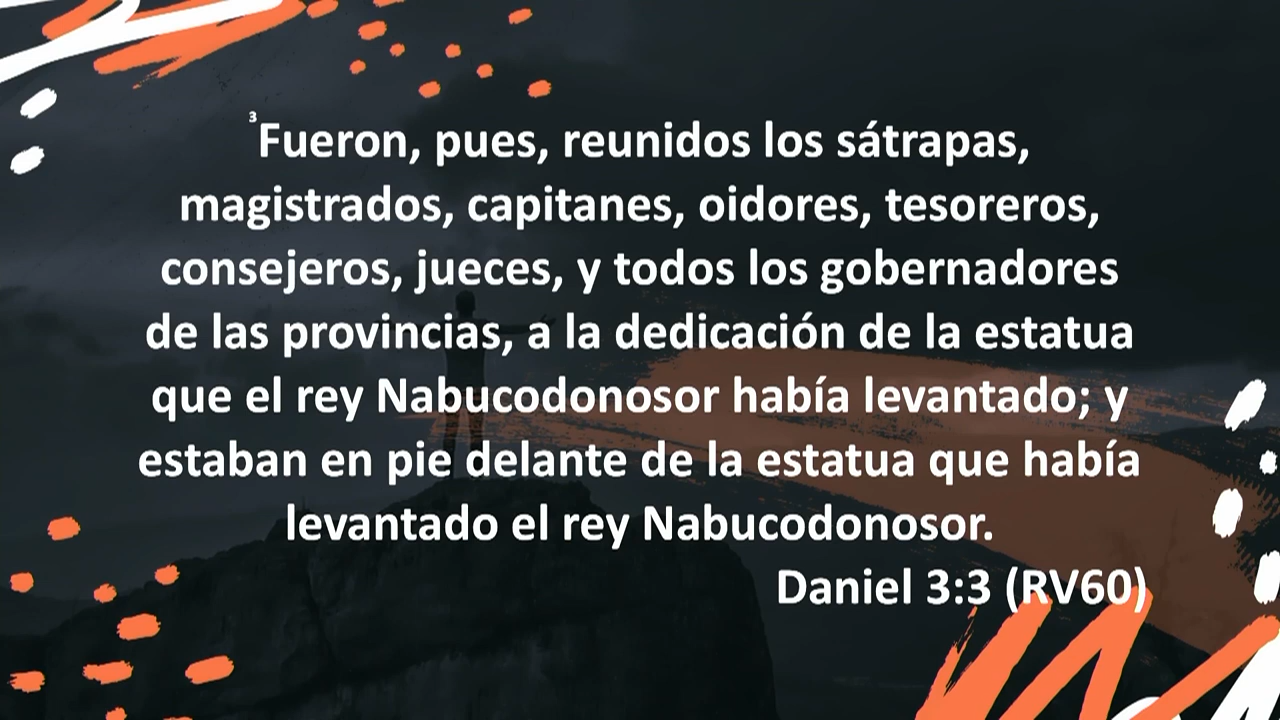 ³Fueron, pues, reunidos los sátrapas,
magistrados, capitanes, oidores, tesoreros,
consejeros, jueces, y todos los gobernadores
de las provincias, a la dedicación de la estatua
que el rey Nabucodonosor había levantado; y
estaban en pie delante de la estatua que había
levantado el rey Nabucodonosor.
Daniel 3:3 (RV60)